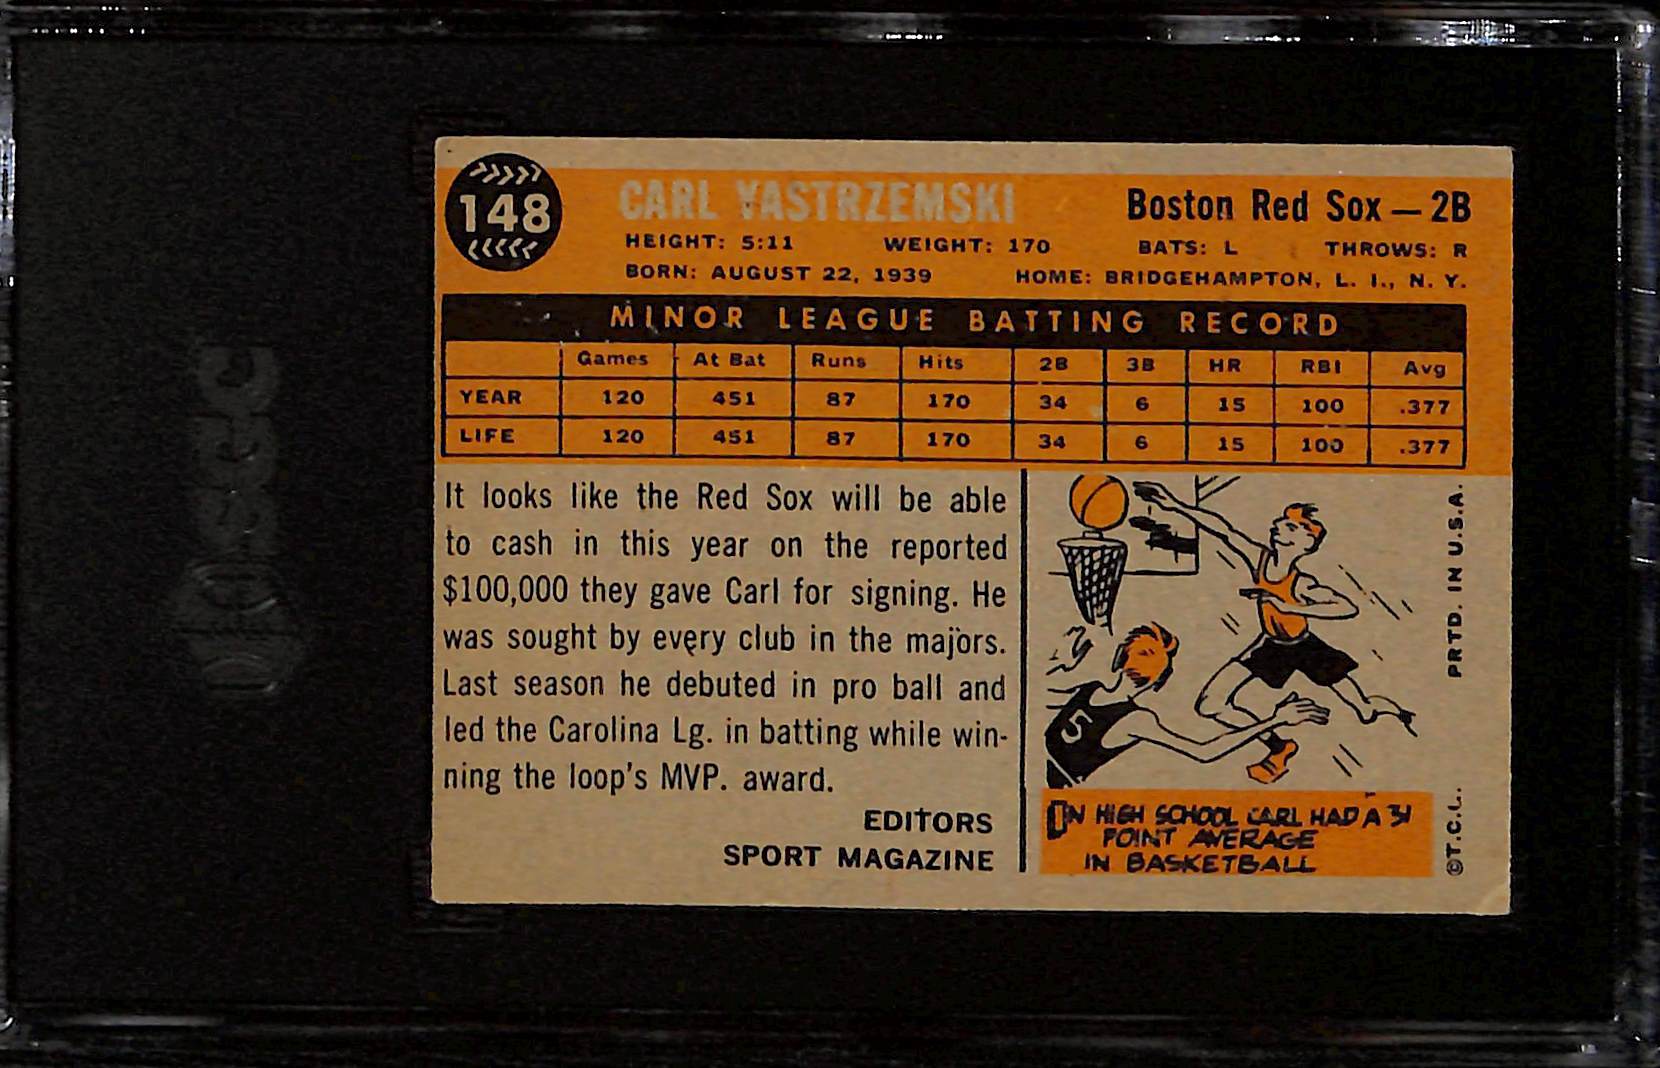 148
CARL YASTRZEMSKI
Boston Red Sox — 2B
HEIGHT: 5:11 WEIGHT: 170 BATS: L THROWS: R
BORN: AUGUST 22, 1939 HOME: BRIDGEHAMPTON, L. I., N. Y.
MINOR LEAGUE BATTING RECORD
Games At Bat Runs Hits 2B 3B HR RBI Avg
YEAR 120 451 87 170 34 6 15 100 .377
LIFE 120 451 87 170 34 6 15 100 .377
It looks like the Red Sox will be able
to cash in this year on the reported
$100,000 they gave Carl for signing. He
was sought by every club in the majors.
Last season he debuted in pro ball and
led the Carolina Lg. in batting while win-
ning the loop's MVP. award.
EDITORS
SPORT MAGAZINE
5
IN HIGH SCHOOL CARL HAD A 31
POINT AVERAGE
IN BASKETBALL
©T.C.G. PRTD. IN U.S.A.